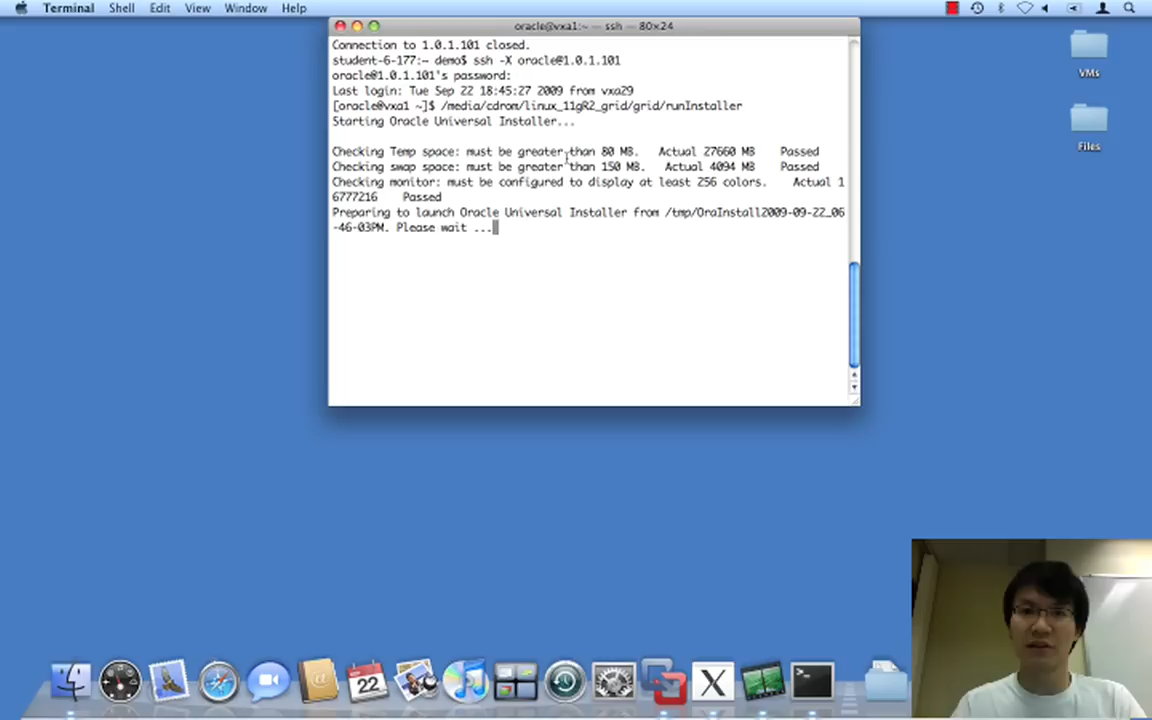 Terminal Shell Edit View Window Help
oracle@vxa1:~ — ssh — 80×24
Connection to 1.0.1.101 closed.
student-6-177:~ demo$ ssh -X oracle@1.0.1.101
oracle@1.0.1.101's password:
Last login: Tue Sep 22 18:45:27 2009 from vxa29
[oracle@vxa1 ~]$ /media/cdrom/linux_11gR2_grid/grid/runInstaller
Starting Oracle Universal Installer...
Checking Temp space: must be greater than 80 MB.   Actual 27660 MB    Passed
Checking swap space: must be greater than 150 MB.   Actual 4094 MB    Passed
Checking monitor: must be configured to display at least 256 colors.    Actual 1
6777216    Passed
Preparing to launch Oracle Universal Installer from /tmp/OraInstall2009-09-22_06
-46-03PM. Please wait ...
VMs
Files
22